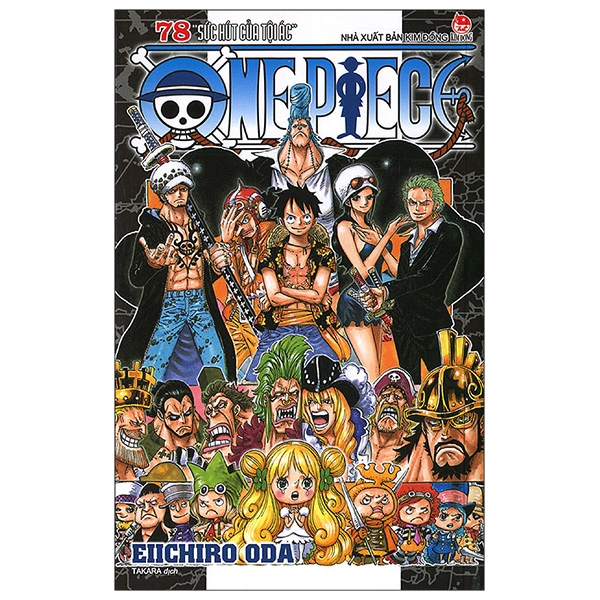 78 "SỨC HÚT CỦA TỘI ÁC"
NHÀ XUẤT BẢN KIM ĐỒNG
ONE PIECE
EIICHIRO ODA
TAKARA dịch